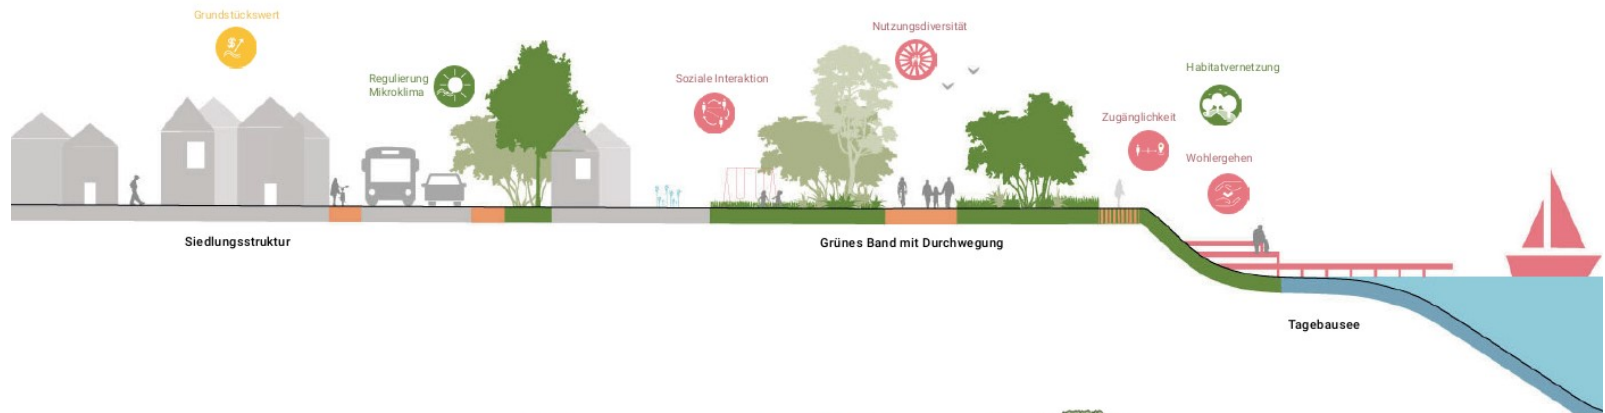 Grundstückswert
Regulierung
Mikroklima
Soziale Interaktion
Nutzungsdiversität
Zugänglichkeit
Habitatvernetzung
Wohlergehen
Siedlungsstruktur
Grünes Band mit Durchwegung
Tagebausee